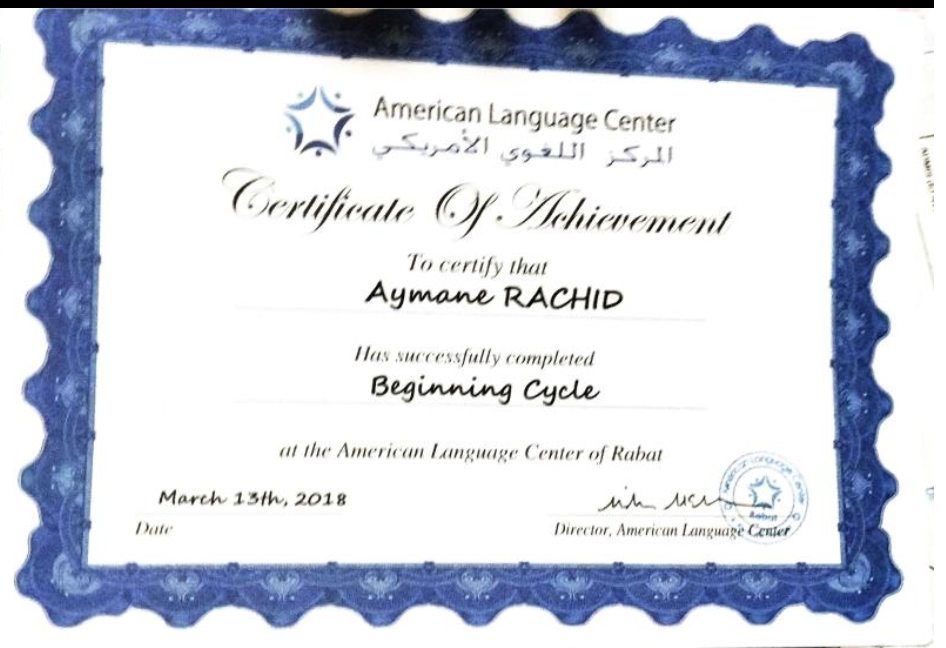 American Language Center
المركز اللغوي الأمريكي
Certificate Of Achievement
To certify that
Aymane RACHID
Has successfully completed
Beginning Cycle
at the American Language Center of Rabat
March 13th, 2018
Date
American Language Center
Rabat
Director, American Language Center